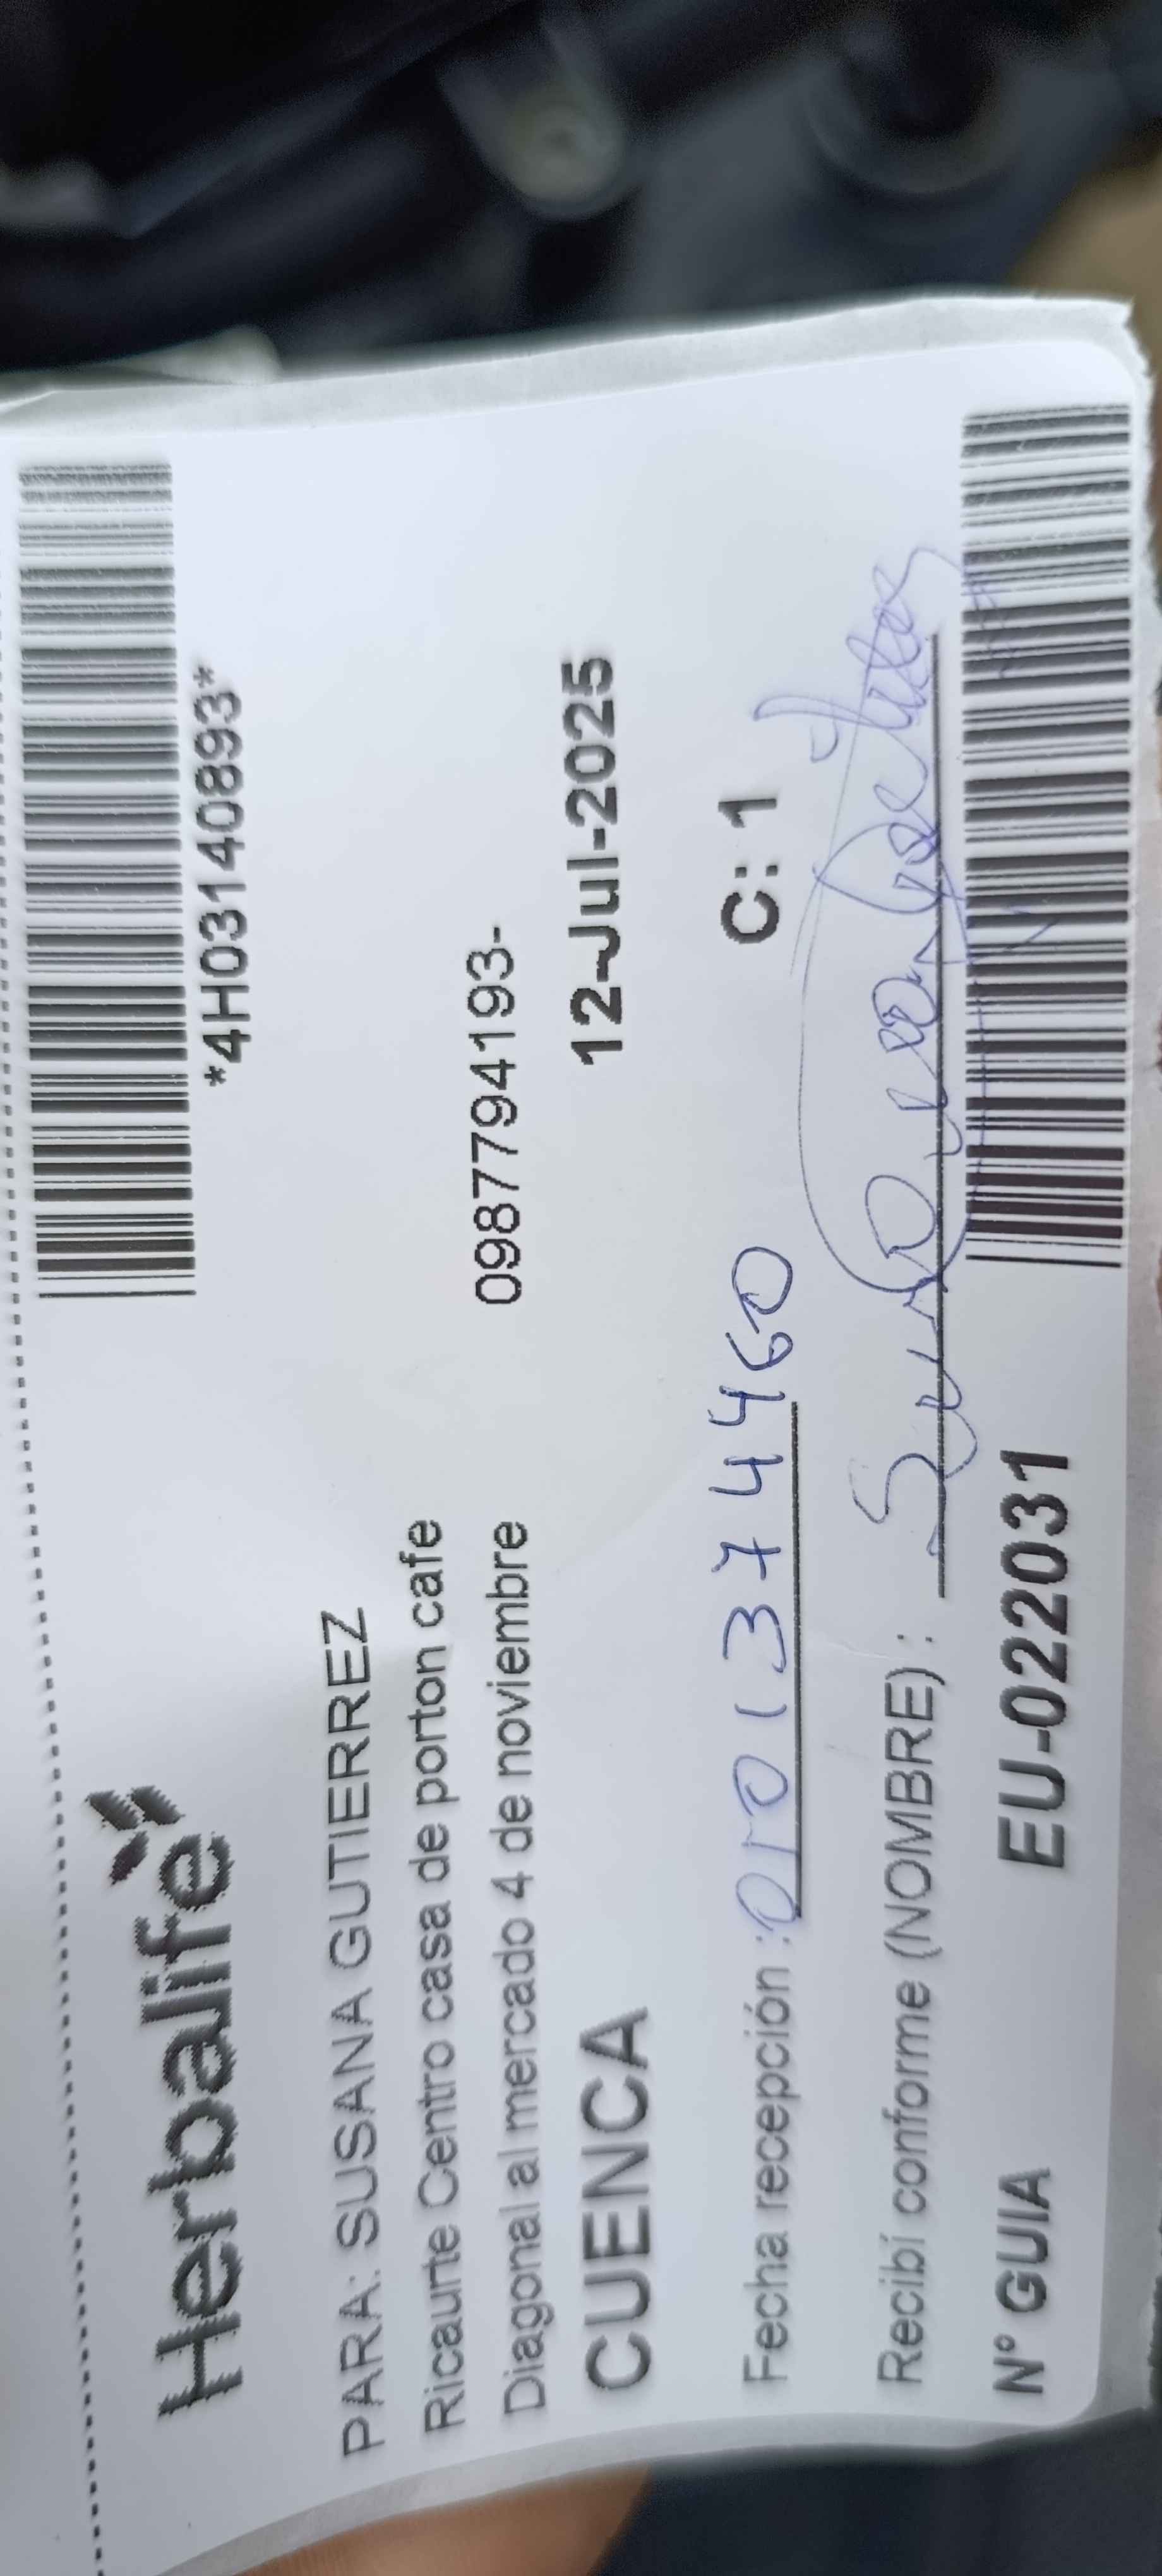 Herbalife
*4H03140893*
PARA: SUSANA GUTIERREZ
Ricaurte Centro casa de porton cafe
Diagonal al mercado 4 de noviembre
0987794193-
CUENCA
12-Jul-2025
Fecha recepción : 0101374460
C: 1
Recibí conforme (NOMBRE) :
N° GUIA EU-022031